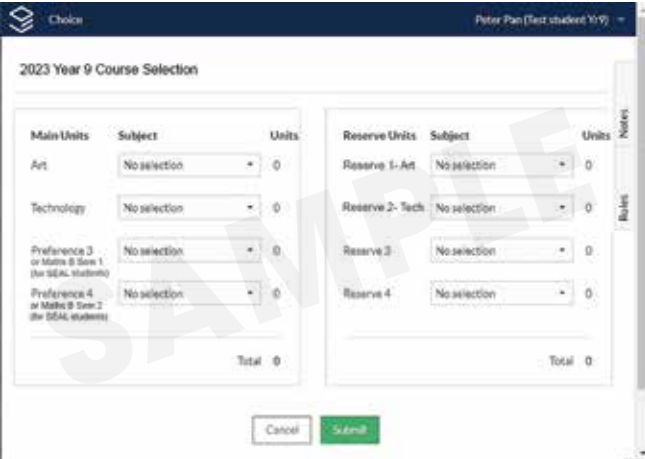 Choice
Peter Pan (Test student Yr9)
2023 Year 9 Course Selection
Main Units Subject Units
Art No selection 0
Technology No selection 0
Preference 3 No selection 0
or Maths B Sem 1
(for SEAL students)
Preference 4 No selection 0
or Maths B Sem 2
(for SEAL students)
Total 0
Reserve Units Subject Units
Reserve 1- Art No selection 0
Reserve 2- Tech No selection 0
Reserve 3 No selection 0
Reserve 4 No selection 0
Total 0
Notes
Rules
Cancel Submit
SAMPLE